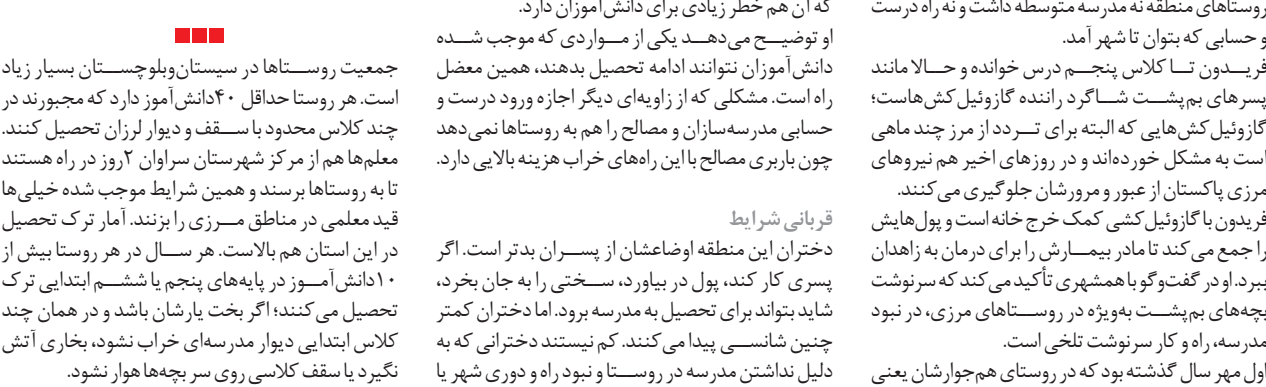 روستاهای منطقه نه مدرسه متوسطه داشت و نه راه درست
و حسابی که بتوان تا شهر آمد.
فریدون تا کلاس پنجم درس خوانده و حالا مانند
پسرهای بم‌پشت شاگرد راننده گازوئیل‌کش‌هاست؛
گازوئیل‌کش‌هایی که البته برای تردد از مرز چند ماهی
است به مشکل خورده‌اند و در روزهای اخیر هم نیروهای
مرزی پاکستان از عبور و مرورشان جلوگیری می‌کنند.
فریدون با گازوئیل‌کشی کمک خرج خانه است و پول‌هایش
را جمع می‌کند تا مادر بیمارش را برای درمان به زاهدان
ببرد. او در گفت‌وگو با همشهری تأکید می‌کند که سرنوشت
بچه‌های بم‌پشت به‌ویژه در روستاهای مرزی، در نبود
مدرسه، راه و کار سرنوشت تلخی است.
اول مهر سال گذشته بود که در روستای هم‌جوارشان یعنی
که آن هم خطر زیادی برای دانش‌آموزان دارد.
او توضیح می‌دهد یکی از مواردی که موجب شده
دانش‌آموزان نتوانند ادامه تحصیل بدهند، همین معضل
راه است. مشکلی که از زاویه‌ای دیگر اجازه ورود درست و
حسابی مدرسه‌سازان و مصالح را هم به روستاها نمی‌دهد
چون باربری مصالح با این راه‌های خراب هزینه بالایی دارد.
قربانی شرایط
دختران این منطقه اوضاعشان از پسران بدتر است. اگر
پسری کار کند، پول در بیاورد، سختی را به جان بخرد،
شاید بتواند برای تحصیل به مدرسه برود. اما دختران کمتر
چنین شانسی پیدا می‌کنند. کم نیستند دخترانی که به
دلیل نداشتن مدرسه در روستا و نبود راه و دوری شهر یا
جمعیت روستاها در سیستان‌وبلوچستان بسیار زیاد
است. هر روستا حداقل ۴۰دانش‌آموز دارد که مجبورند در
چند کلاس محدود با سقف و دیوار لرزان تحصیل کنند.
معلم‌ها هم از مرکز شهرستان سراوان ۲روز در راه هستند
تا به روستاها برسند و همین شرایط موجب شده خیلی‌ها
قید معلمی در مناطق مرزی را بزنند. آمار ترک تحصیل
در این استان هم بالاست. هر سال در هر روستا بیش از
۱۰دانش‌آموز در پایه‌های پنجم یا ششم ابتدایی ترک
تحصیل می‌کنند؛ اگر بخت یارشان باشد و در همان چند
کلاس ابتدایی دیوار مدرسه‌ای خراب نشود، بخاری آتش
نگیرد یا سقف کلاسی روی سر بچه‌ها هوار نشود.